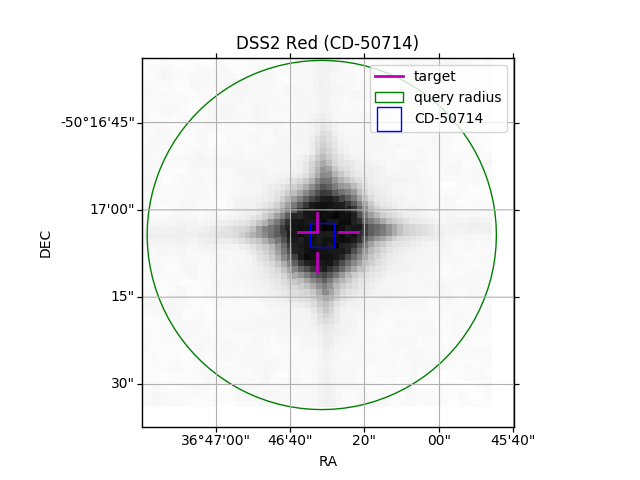 DSS2 Red (CD-50714)
target
query radius
CD-50714
-50°16'45"
17'00"
15"
30"
DEC
36°47'00" 46'40" 20" 00" 45'40"
RA